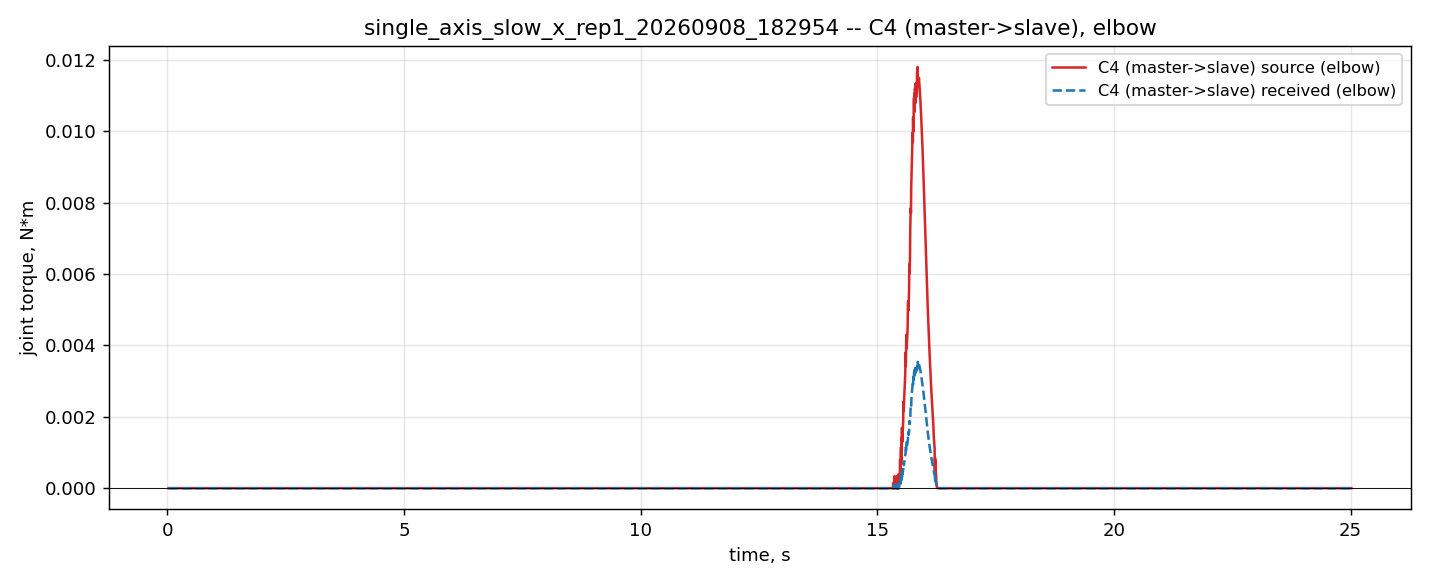 single_axis_slow_x_rep1_20260908_182954 -- C4 (master->slave), elbow
C4 (master->slave) source (elbow)
C4 (master->slave) received (elbow)
joint torque, N*m
0.012
0.010
0.008
0.006
0.004
0.002
0.000
0 5 10 15 20 25
time, s